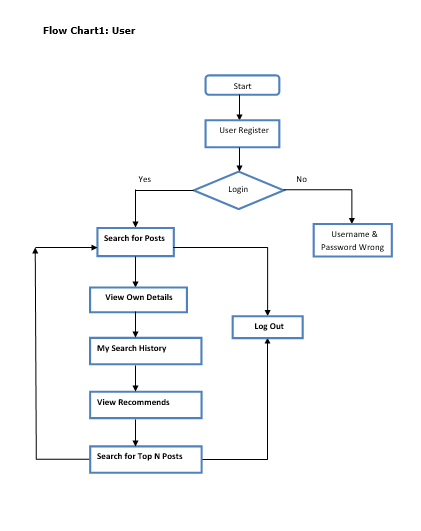 Flow Chart1: User
Start
User Register
Yes
No
Login
Username &
Password Wrong
Search for Posts
View Own Details
Log Out
My Search History
View Recommends
Search for Top N Posts